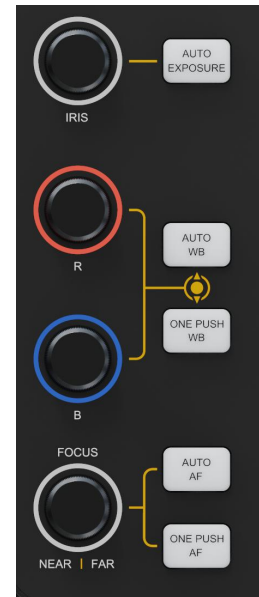 AUTO
EXPOSURE
IRIS
R
AUTO
WB
ONE PUSH
WB
B
FOCUS
AUTO
AF
ONE PUSH
AF
NEAR | FAR